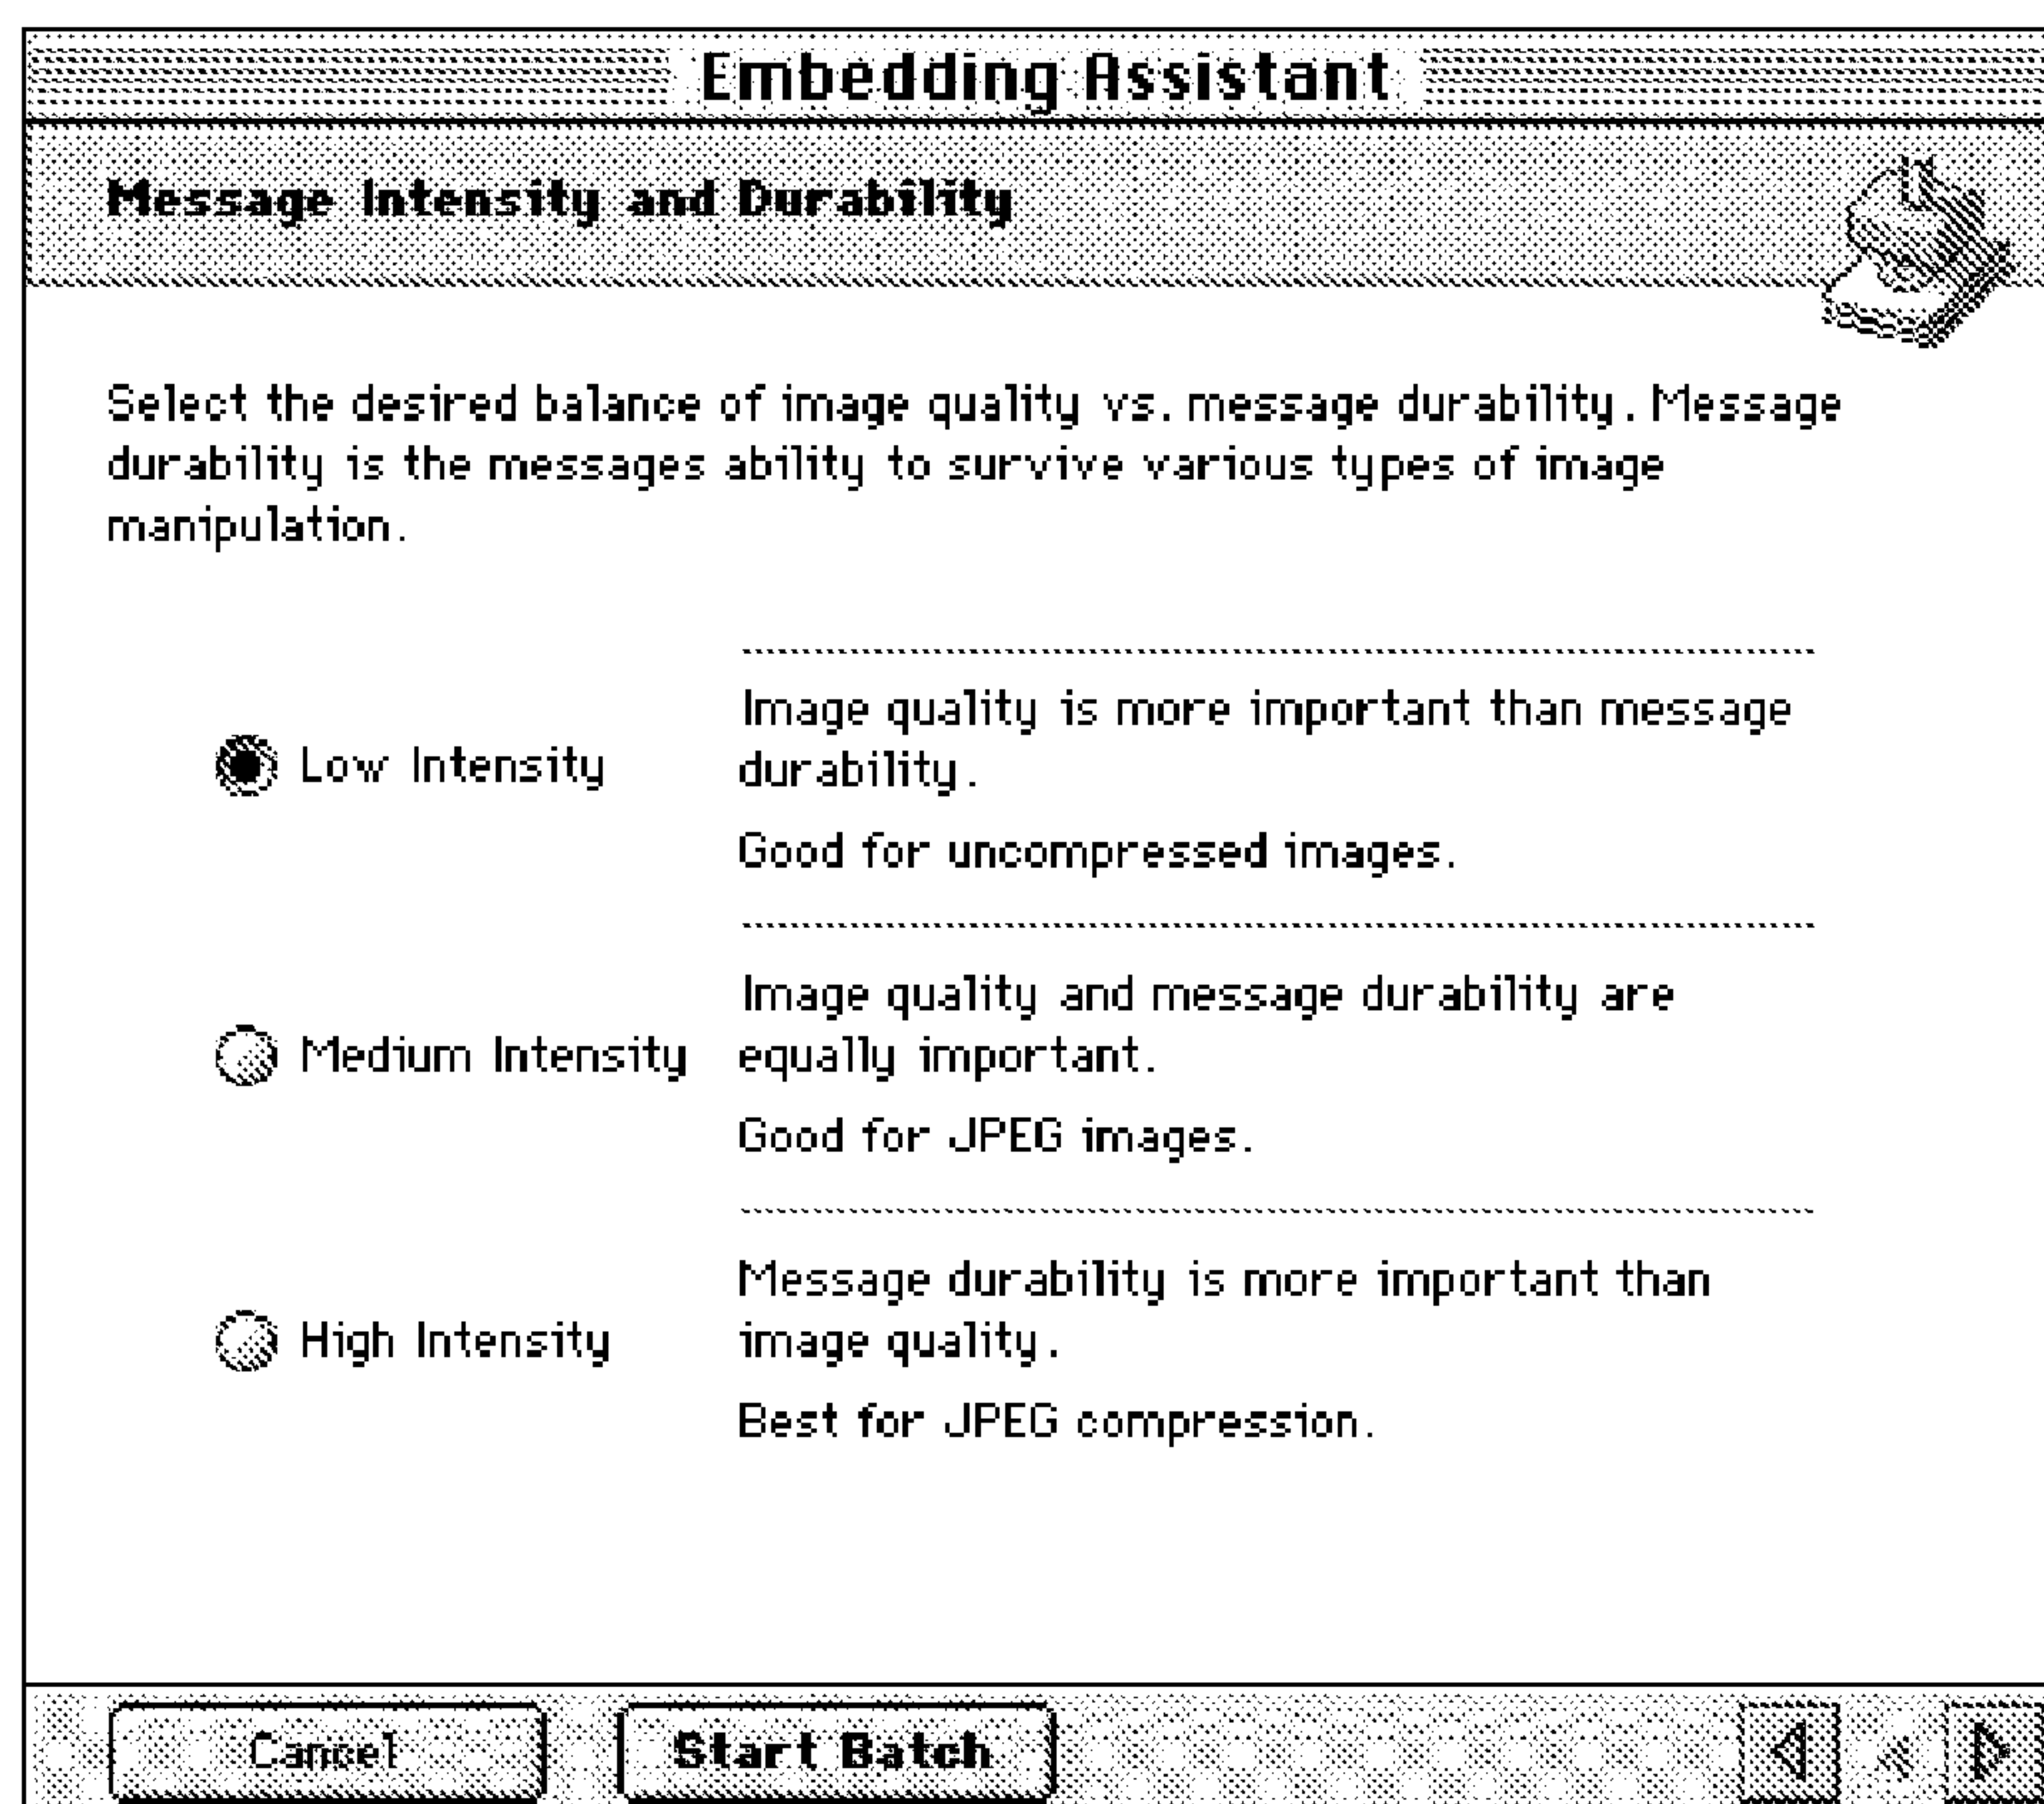 Embedding Assistant
Message Intensity and Durability
Select the desired balance of image quality vs. message durability. Message
durability is the messages ability to survive various types of image
manipulation.
Low Intensity
Image quality is more important than message
durability.
Good for uncompressed images.
Medium Intensity
Image quality and message durability are
equally important.
Good for JPEG images.
High Intensity
Message durability is more important than
image quality.
Best for JPEG compression.
Cancel
Start Batch